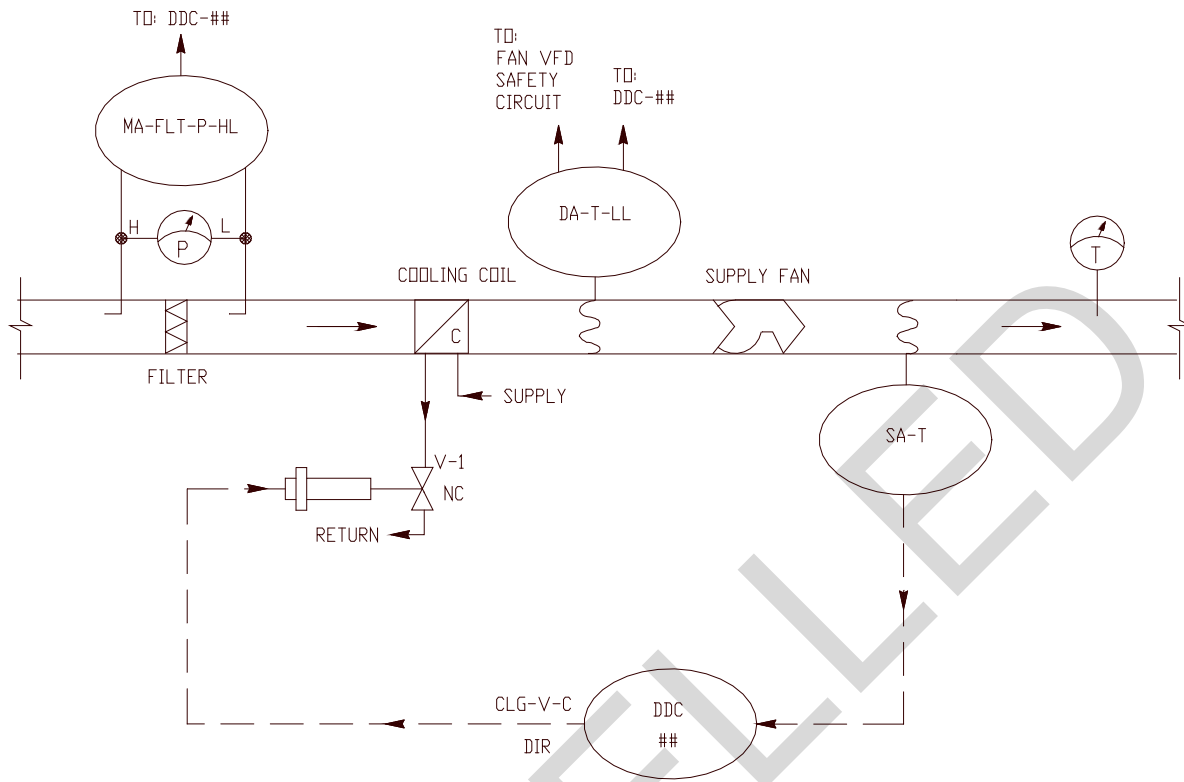 TO: DDC-##
MA-FLT-P-HL
H
L
P
TO:
FAN VFD
SAFETY
CIRCUIT
TO:
DDC-##
DA-T-LL
T
COOLING COIL
SUPPLY FAN
C
FILTER
SUPPLY
SA-T
V-1
NC
RETURN
CLG-V-C
DIR
DDC
##
ELLED